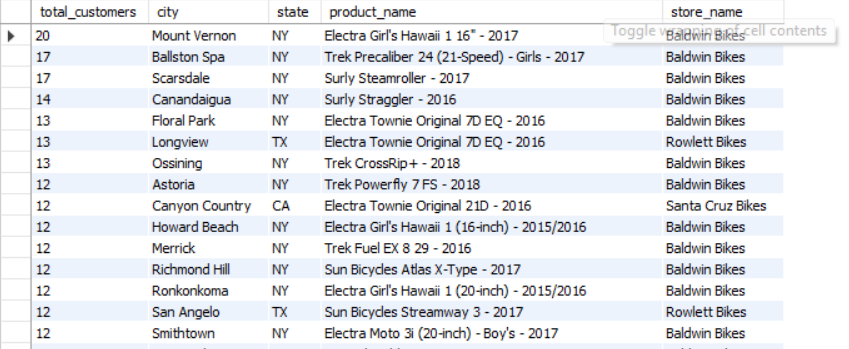 total_customers city state product_name store_name
20 Mount Vernon NY Electra Girl's Hawaii 1 16" - 2017 Baldwin Bikes
Toggle wrapping of cell contents
17 Ballston Spa NY Trek Precaliber 24 (21-Speed) - Girls - 2017 Baldwin Bikes
17 Scarsdale NY Surly Steamroller - 2017 Baldwin Bikes
14 Canandaigua NY Surly Straggler - 2016 Baldwin Bikes
13 Floral Park NY Electra Townie Original 7D EQ - 2016 Baldwin Bikes
13 Longview TX Electra Townie Original 7D EQ - 2016 Rowlett Bikes
13 Ossining NY Trek CrossRip+ - 2018 Baldwin Bikes
12 Astoria NY Trek Powerfly 7 FS - 2018 Baldwin Bikes
12 Canyon Country CA Electra Townie Original 21D - 2016 Santa Cruz Bikes
12 Howard Beach NY Electra Girl's Hawaii 1 (16-inch) - 2015/2016 Baldwin Bikes
12 Merrick NY Trek Fuel EX 8 29 - 2016 Baldwin Bikes
12 Richmond Hill NY Sun Bicycles Atlas X-Type - 2017 Baldwin Bikes
12 Ronkonkoma NY Electra Girl's Hawaii 1 (20-inch) - 2015/2016 Baldwin Bikes
12 San Angelo TX Sun Bicycles Streamway 3 - 2017 Rowlett Bikes
12 Smithtown NY Electra Moto 3i (20-inch) - Boy's - 2017 Baldwin Bikes